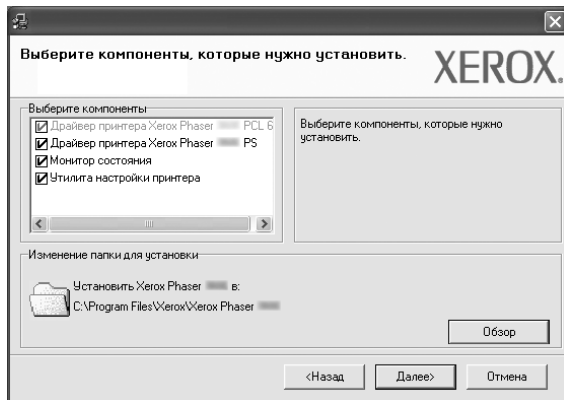 Выберите компоненты, которые нужно установить.
XEROX.
Выберите компоненты
Драйвер принтера Xerox Phaser PCL 6
Драйвер принтера Xerox Phaser PS
Монитор состояния
Утилита настройки принтера
Выберите компоненты, которые нужно
установить.
Изменение папки для установки
Установить Xerox Phaser в:
C:\Program Files\Xerox\Xerox Phaser
Обзор
<Назад
Далее>
Отмена